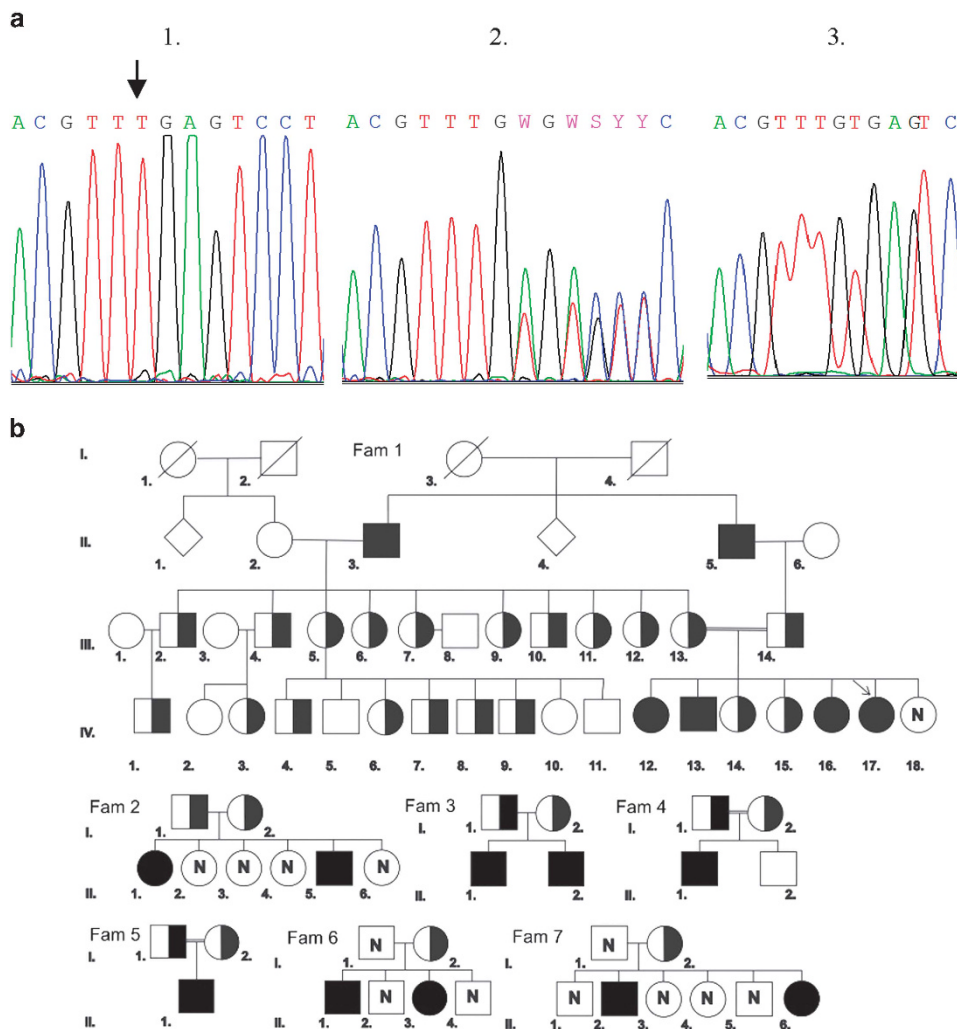 a
1. 2. 3.
A C G T T T G A G T C C T A C G T T T G W G W S Y Y C A C G T T T G T G A G T C
b
I. Fam 1
1. 2. 3. 4.
II.
1. 2. 3. 4. 5. 6.
III.
1. 2. 3. 4. 5. 6. 7. 8. 9. 10. 11. 12. 13. 14.
IV. N
1. 2. 3. 4. 5. 6. 7. 8. 9. 10. 11. 12. 13. 14. 15. 16. 17. 18.
Fam 2 Fam 3 Fam 4
I. 1. 2. I. 1. 2. I. 1. 2.
N N N N
II. 1. 2. 3. 4. 5. 6. II. 1. 2. II. 1. 2.
Fam 5 Fam 6 Fam 7
I. 1. 2. I. N 1. 2. I. N 1. 2.
N N N N N N
II. 1. II. 1. 2. 3. 4. II. 1. 2. 3. 4. 5. 6.